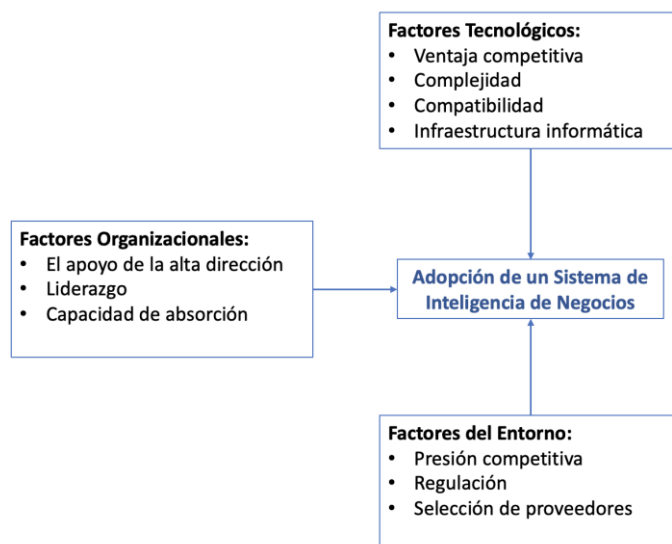 Factores Tecnológicos:
• Ventaja competitiva
• Complejidad
• Compatibilidad
• Infraestructura informática
Factores Organizacionales:
• El apoyo de la alta dirección
• Liderazgo
• Capacidad de absorción
Adopción de un Sistema de
Inteligencia de Negocios
Factores del Entorno:
• Presión competitiva
• Regulación
• Selección de proveedores